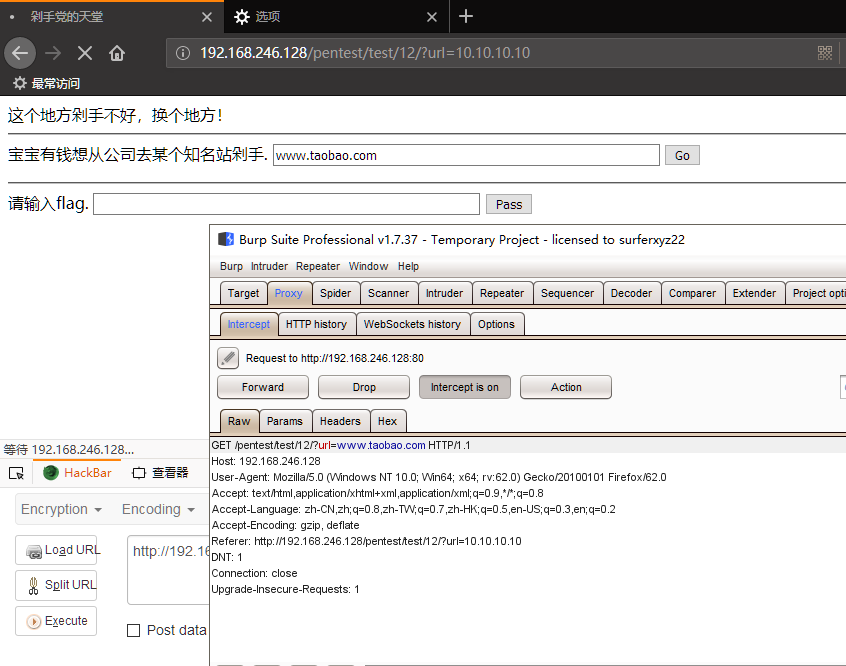 剁手党的天堂
选项
192.168.246.128/pentest/test/12/?url=10.10.10.10
最常访问
这个地方剁手不好，换个地方！
宝宝有钱想从公司去某个知名站剁手. www.taobao.com Go
请输入flag. Pass
Burp Suite Professional v1.7.37 - Temporary Project - licensed to surferxyz22
Burp Intruder Repeater Window Help
Target Proxy Spider Scanner Intruder Repeater Sequencer Decoder Comparer Extender Project opti
Intercept HTTP history WebSockets history Options
Request to http://192.168.246.128:80
Forward Drop Intercept is on Action
Raw Params Headers Hex
GET /pentest/test/12/?url=www.taobao.com HTTP/1.1
Host: 192.168.246.128
User-Agent: Mozilla/5.0 (Windows NT 10.0; Win64; x64; rv:62.0) Gecko/20100101 Firefox/62.0
Accept: text/html,application/xhtml+xml,application/xml;q=0.9,*/*;q=0.8
Accept-Language: zh-CN,zh;q=0.8,zh-TW;q=0.7,zh-HK;q=0.5,en-US;q=0.3,en;q=0.2
Accept-Encoding: gzip, deflate
Referer: http://192.168.246.128/pentest/test/12/?url=10.10.10.10
DNT: 1
Connection: close
Upgrade-Insecure-Requests: 1
等待 192.168.246.128...
HackBar 查看器
Encryption Encoding
Load URL http://192.16
Split URL
Execute
Post data